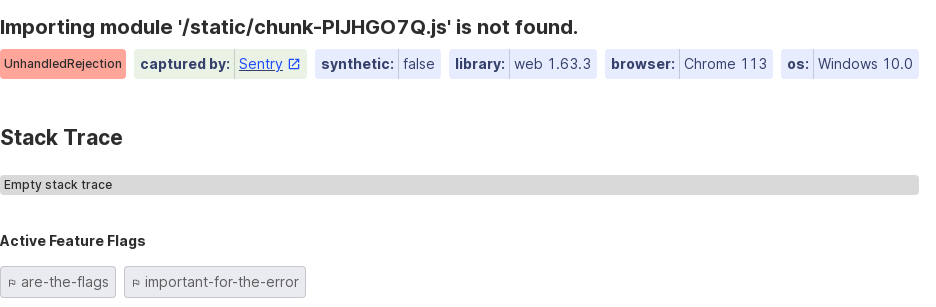 Importing module '/static/chunk-PIJHGO7Q.js' is not found.
UnhandledRejection captured by: Sentry synthetic: false library: web 1.63.3 browser: Chrome 113 os: Windows 10.0
Stack Trace
Empty stack trace
Active Feature Flags
are-the-flags important-for-the-error